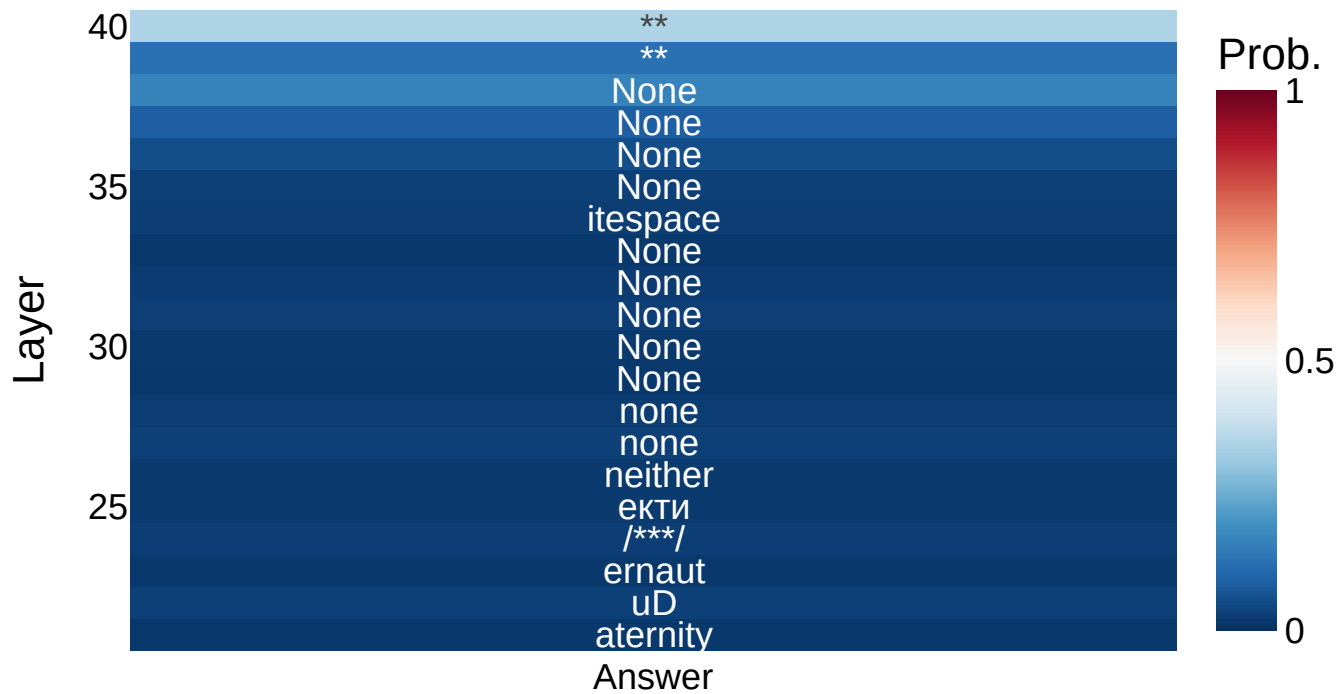 40
**
**
None
None
None
35
None
itespace
None
None
None
30
None
None
none
none
neither
25
екти
/***/
ernaut
uD
aternity
Answer
Layer
Prob.
1
0.5
0